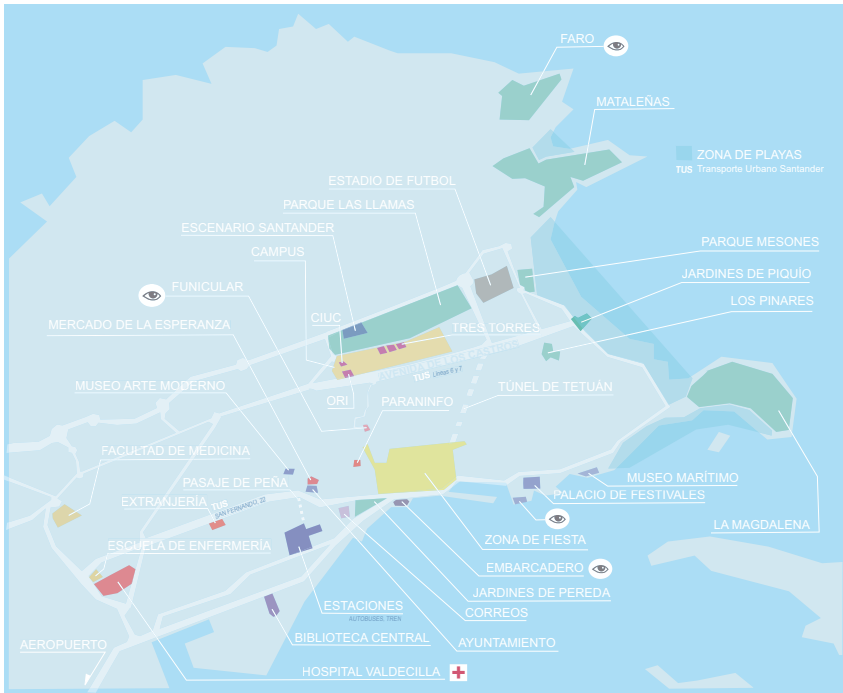 FARO
MATALEÑAS
ZONA DE PLAYAS
TUS Transporte Urbano Santander
ESTADIO DE FUTBOL
PARQUE LAS LLAMAS
ESCENARIO SANTANDER
CAMPUS
PARQUE MESONES
JARDINES DE PIQUÍO
FUNICULAR
LOS PINARES
CIUC
MERCADO DE LA ESPERANZA
TRES TORRES
AVENIDA DE LOS CASTROS
TUS Líneas 6 y 7
MUSEO ARTE MODERNO
TÚNEL DE TETUÁN
ORI
PARANINFO
FACULTAD DE MEDICINA
MUSEO MARÍTIMO
PASAJE DE PEÑA
PALACIO DE FESTIVALES
EXTRANJERÍA
TUS
SAN FERNANDO, 22
LA MAGDALENA
ZONA DE FIESTA
ESCUELA DE ENFERMERÍA
EMBARCADERO
JARDINES DE PEREDA
ESTACIONES
AUTOBUSES, TREN
CORREOS
BIBLIOTECA CENTRAL
AYUNTAMIENTO
AEROPUERTO
HOSPITAL VALDECILLA